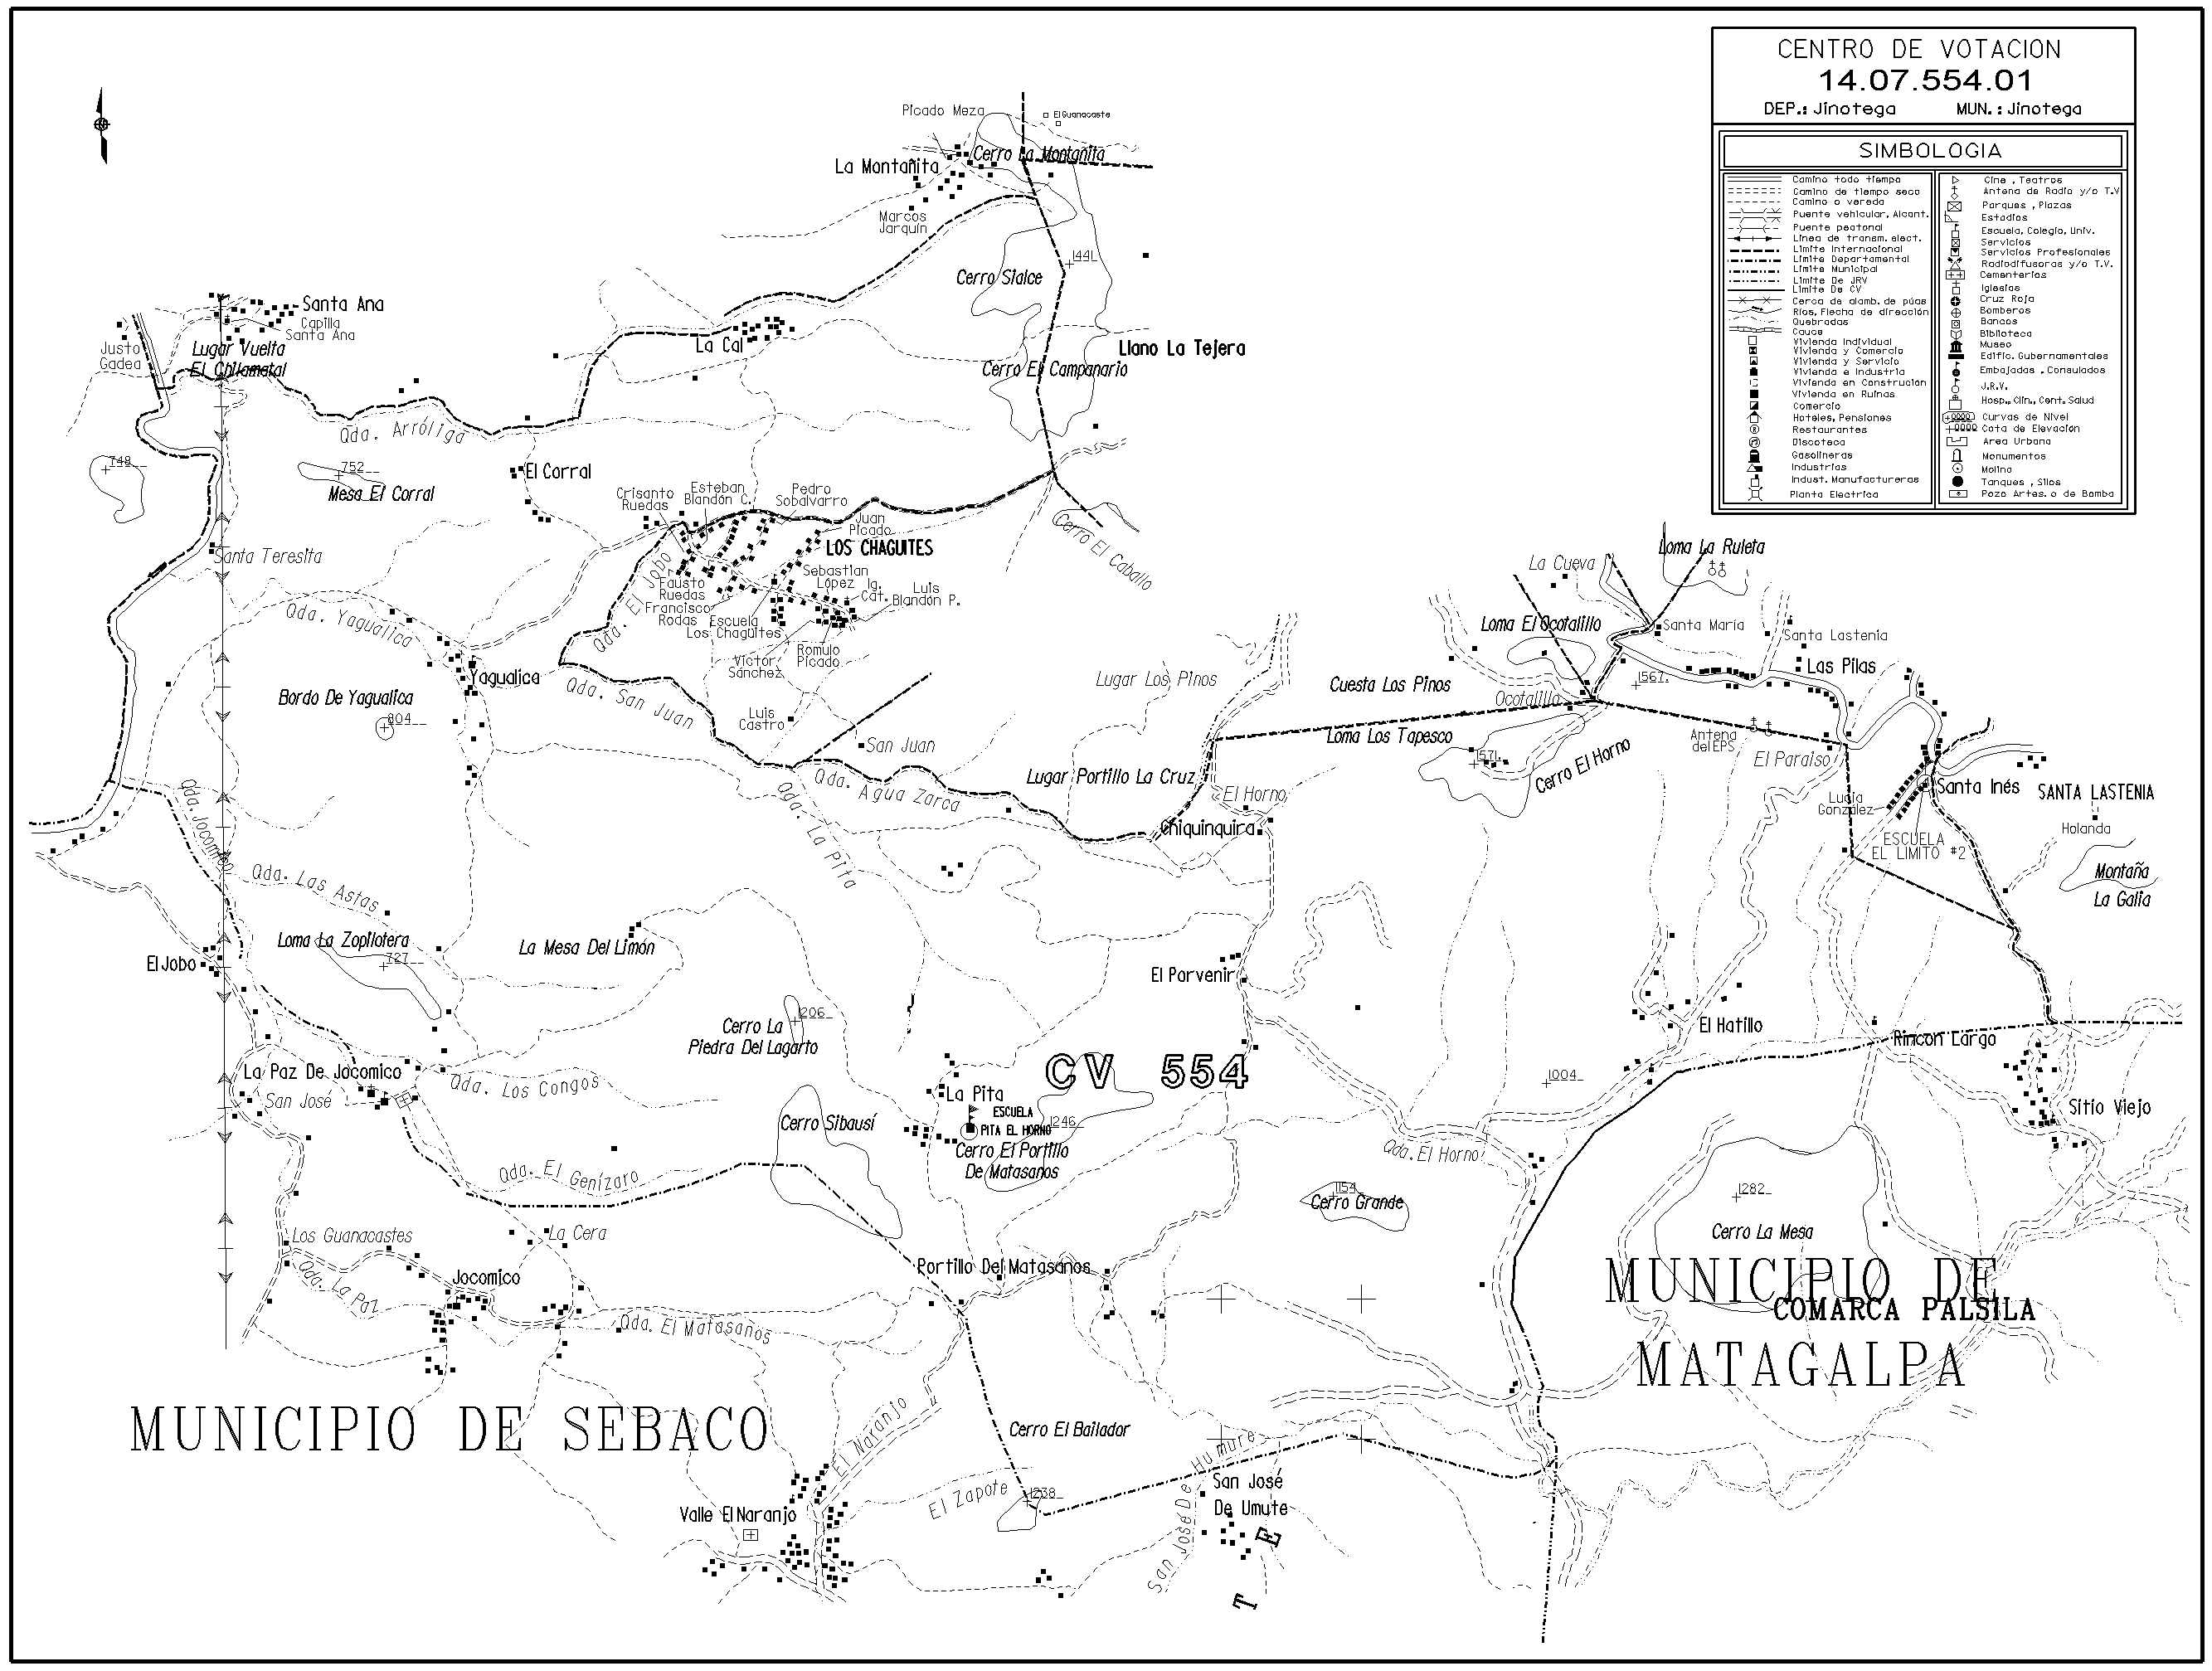 CENTRO DE VOTACION
14.07.554.01
DEP.: Jinotega MUN.: Jinotega
SIMBOLOGIA
Camino todo tiempo
Camino de tiempo seco
Camino o vereda
Puente vehicular, Alcant.
Puente peatonal
Línea de transm. elect.
Límite Internacional
Límite Departamental
Límite Municipal
Límite De JRV
Límite De CV
Cerca de alamb. de púas
Ríos, Flecha de dirección
Quebradas
Cauce
Vivienda Individual
Vivienda y Comercio
Vivienda y Servicio
Vivienda e Industria
Vivienda en Construcion
Vivienda en Ruinas
Comercio
Hoteles, Pensiones
Restaurantes
Discoteca
Gasolineras
Industrias
Indust. Manufactureras
Planta Electrica
Cine , Teatros
Antena de Radio y/o T.V
Parques , Plazas
Estadios
Escuela, Colegio, Univ.
Servicios
Servicios Profesionales
Radiodifusoras y/o T.V.
Cementerios
Iglesias
Cruz Roja
Bomberos
Bancos
Biblioteca
Museo
Edific. Gubernamentales
Embajadas , Consulados
J.R.V.
Hosp., Clin., Cent. Salud
Curvas de Nivel
Cota de Elevación
Area Urbana
Monumentos
Molino
Tanques , Silos
Pozo Artes. o de Bomba
Picado Meza
El Guanacaste
Cerro La Montañita
La Montañita
Marcos
Jarquín
1441
Cerro Sialce
Santa Ana
Capilla
Santa Ana
Justo
Gadea
Lugar Vuelta
El Chilamatal
La Cal
Llano La Tejera
Cerro El Campanario
Qda. Arróliga
748
752
Mesa El Corral
El Corral
Crisanto
Ruedas
Esteban
Blandón C.
Pedro
Sobalvarro
Juan
Picado
LOS CHAGUITES
Cerro El Caballo
Santa Teresita
Qda. El Jobo
Sebastian
López
Ig.
Cat.
Luis
Blandón P.
Fausto
Ruedas
Francisco
Rodas
Escuela
Los Chagüites
Victor
Sánchez
Romulo
Picado
La Cueva
Loma La Ruleta
Loma El Ocotalillo
Santa María
Santa Lastenia
Las Pilas
Qda. Yagualica
Yagualica
Qda. San Juan
Bordo De Yagualica
804
Luis
Castro
San Juan
Lugar Los Pinos
Cuesta Los Pinos
Ocotalillo
1567
Loma Los Tapesco
1571
Cerro El Horno
Antena
del EPS
El Paraiso
Lugar Portillo La Cruz
El Horno
Chiquinquira
Qda. Agua Zarca
Qda. La Pita
Qda. Jocomico
Lucia
González
Santa Inés
SANTA LASTENIA
Holanda
ESCUELA
EL LIMITO #2
Montaña
La Galia
Qda. Las Astas
Loma La Zopilotera
727
El Jobo
La Mesa Del Limón
El Porvenir
1206
Cerro La
Piedra Del Lagarto
El Hatillo
Rincon Largo
CV 554
La Paz De Jocomico
San José
Qda. Los Congos
La Pita
ESCUELA
PITA EL HORNO
1246
Cerro El Portillo
De Matasanos
Cerro Sibausí
1004
Sitio Viejo
Qda. El Horno
Qda. El Genízaro
1154
Cerro Grande
1282
Cerro La Mesa
Los Guanacastes
La Cera
Qda. La Paz
Jocomico
Portillo Del Matasanos
Qda. El Matasanos
MUNICIPIO DE
COMARCA PALSILA
MATAGALPA
MUNICIPIO DE SEBACO
El Naranjo
Cerro El Bailador
San José De Humure
San José
De Umute
El Zapote
1238
Valle El Naranjo
T E